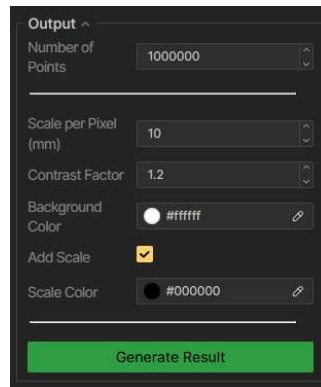 Output
Number of
Points
1000000
Scale per Pixel
(mm)
10
Contrast Factor
1.2
Background
Color
#ffffff
Add Scale
Scale Color
#000000
Generate Result